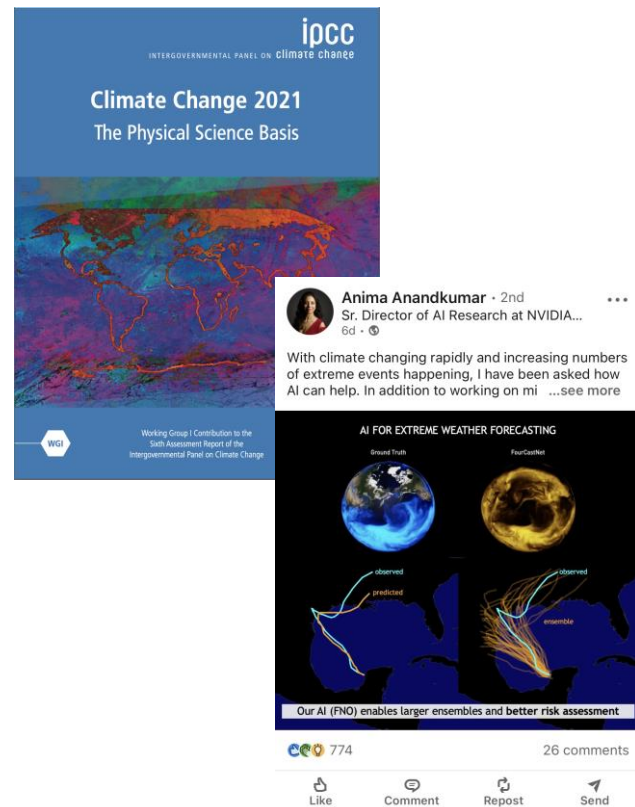 ipcc
INTERGOVERNMENTAL PANEL ON climate change
Climate Change 2021
The Physical Science Basis
WGI
Working Group I Contribution to the
Sixth Assessment Report of the
Intergovernmental Panel on Climate Change
Anima Anandkumar · 2nd
Sr. Director of AI Research at NVIDIA...
6d ·
With climate changing rapidly and increasing numbers
of extreme events happening, I have been asked how
AI can help. In addition to working on mi ...see more
AI FOR EXTREME WEATHER FORECASTING
Ground Truth
FourCastNet
observed
predicted
observed
ensemble
Our AI (FNO) enables larger ensembles and better risk assessment
774
26 comments
Like
Comment
Repost
Send